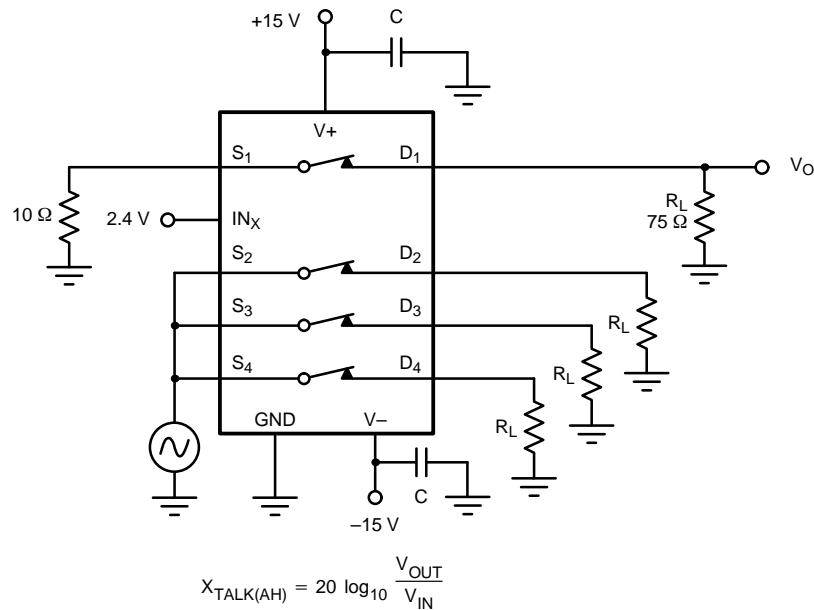 +15 V
C
V+
S1
D1
VO
10 Ω
2.4 V
INX
RL
75 Ω
S2
D2
S3
D3
RL
S4
D4
RL
RL
GND
V–
C
–15 V
XTALK(AH) = 20 log10 VOUT
VIN